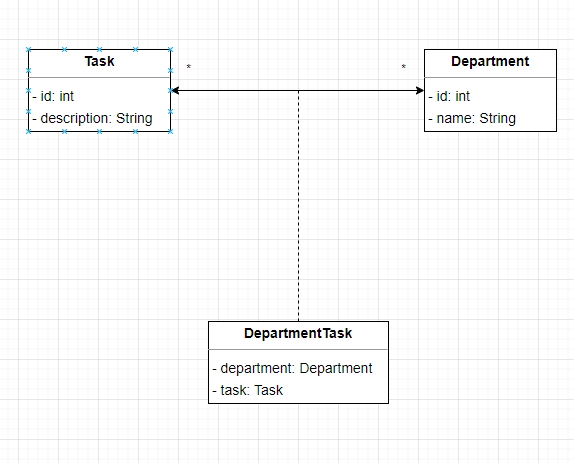 Task
*
*
Department
- id: int
- description: String
- id: int
- name: String
DepartmentTask
- department: Department
- task: Task